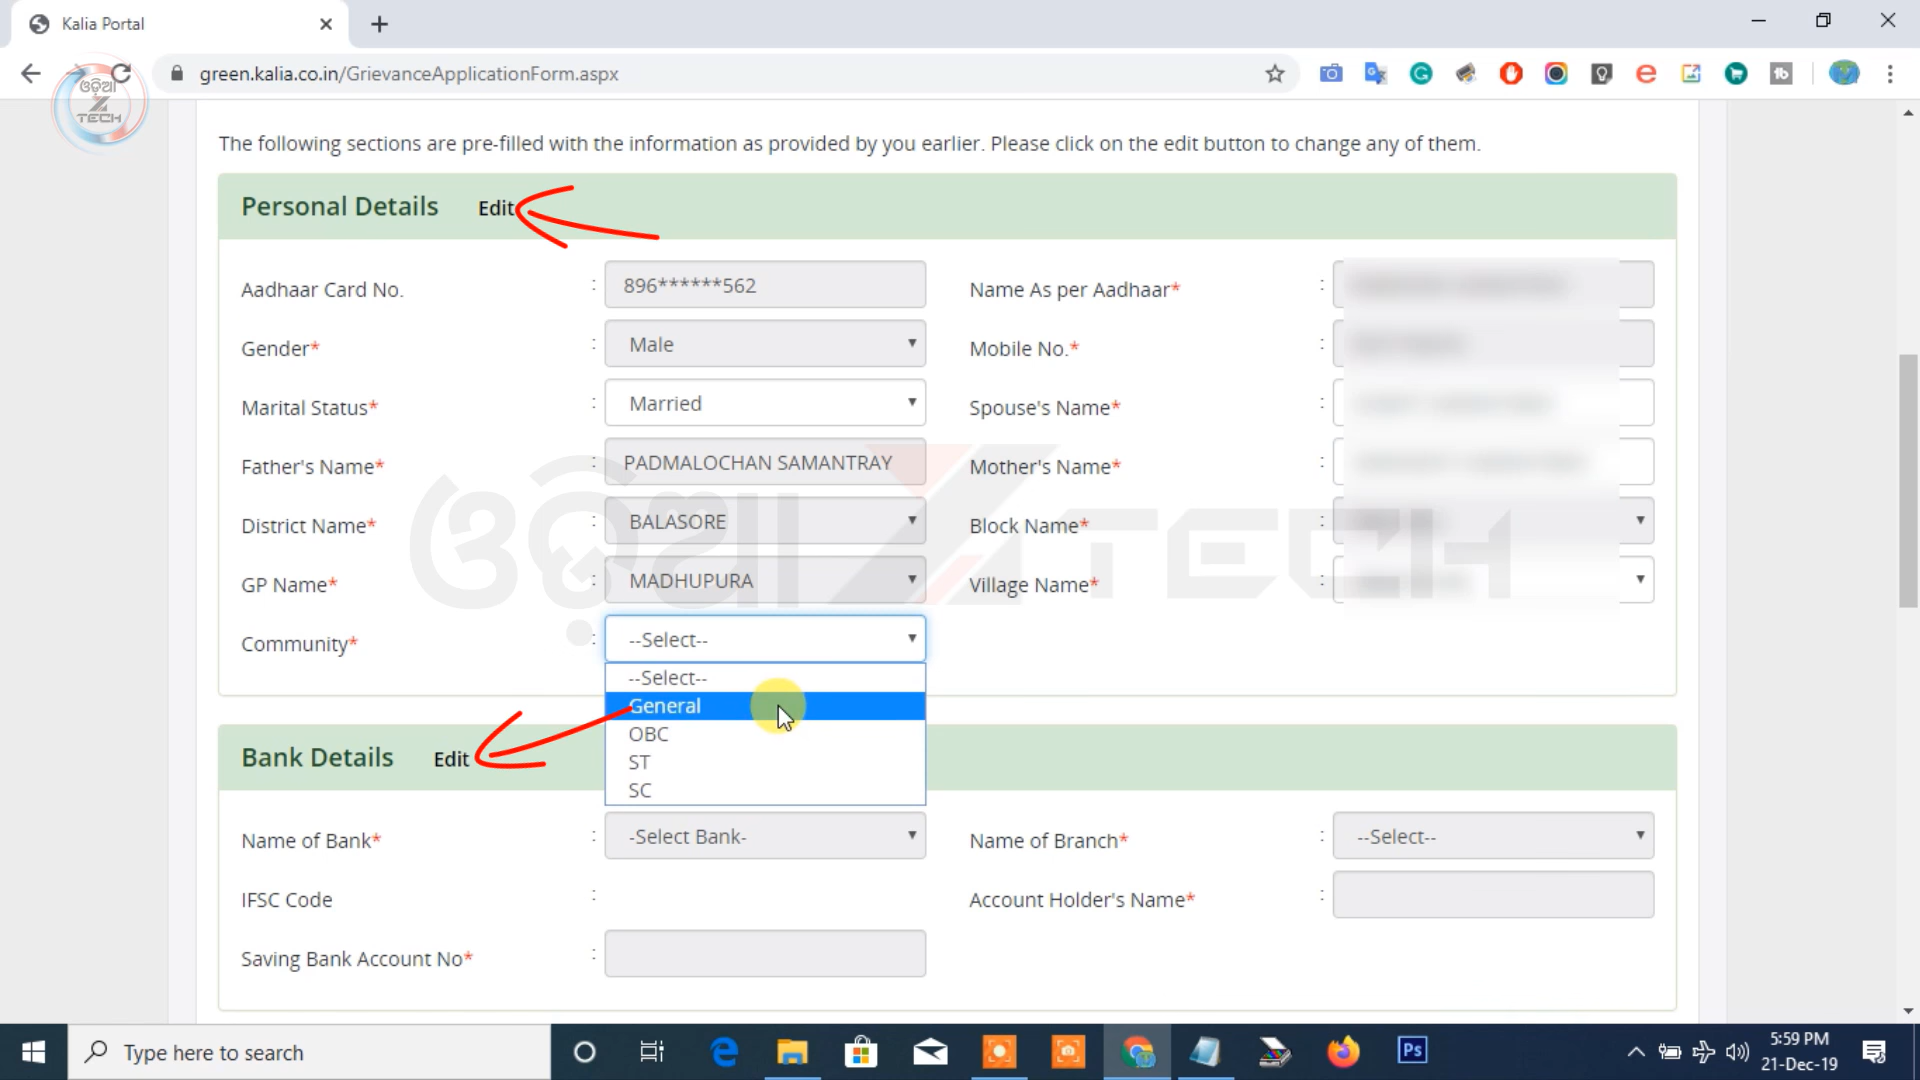 Kalia Portal
green.kalia.co.in/GrievanceApplicationForm.aspx
ଓଡ଼ିଆ
Z
TECH
The following sections are pre-filled with the information as provided by you earlier. Please click on the edit button to change any of them.
Personal Details Edit
Aadhaar Card No. : 896******562 Name As per Aadhaar* :
Gender* : Male Mobile No.* :
Marital Status* : Married Spouse's Name* :
Father's Name* : PADMALOCHAN SAMANTRAY Mother's Name* :
District Name* : BALASORE Block Name* :
ଓଡ଼ିଆ Z TECH
GP Name* : MADHUPURA Village Name* :
Community* : --Select--
--Select--
General
OBC
ST
SC
Bank Details Edit
Name of Bank* : -Select Bank- Name of Branch* : --Select--
IFSC Code : Account Holder's Name* :
Saving Bank Account No* :
Type here to search
Ps
5:59 PM
21-Dec-19